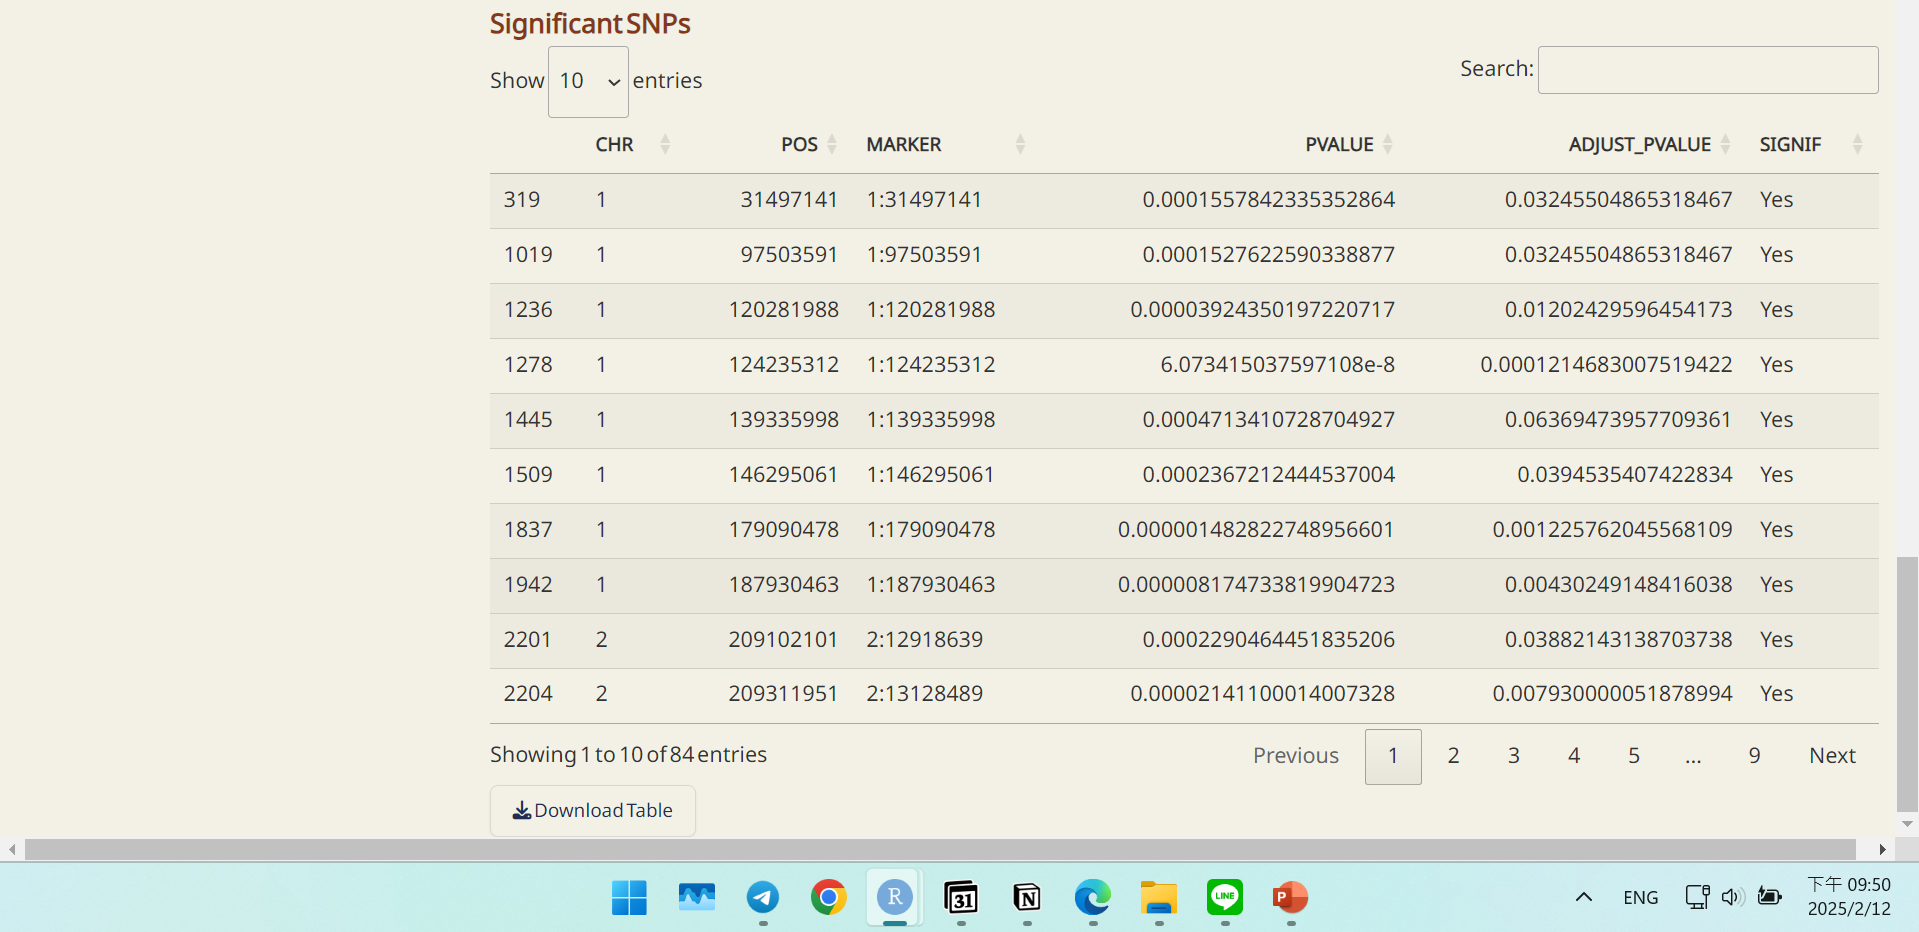 Significant SNPs
Show 10 entries
Search:
CHR POS MARKER PVALUE ADJUST_PVALUE SIGNIF
319 1 31497141 1:31497141 0.0001557842335352864 0.03245504865318467 Yes
1019 1 97503591 1:97503591 0.0001527622590338877 0.03245504865318467 Yes
1236 1 120281988 1:120281988 0.00003924350197220717 0.01202429596454173 Yes
1278 1 124235312 1:124235312 6.073415037597108e-8 0.0001214683007519422 Yes
1445 1 139335998 1:139335998 0.0004713410728704927 0.06369473957709361 Yes
1509 1 146295061 1:146295061 0.0002367212444537004 0.0394535407422834 Yes
1837 1 179090478 1:179090478 0.000001482822748956601 0.001225762045568109 Yes
1942 1 187930463 1:187930463 0.000008174733819904723 0.00430249148416038 Yes
2201 2 209102101 2:12918639 0.0002290464451835206 0.03882143138703738 Yes
2204 2 209311951 2:13128489 0.00002141100014007328 0.007930000051878994 Yes
Showing 1 to 10 of 84 entries
Previous 1 2 3 4 5 ... 9 Next
Download Table
R 31 N LINE P ENG 下午 09:50
2025/2/12